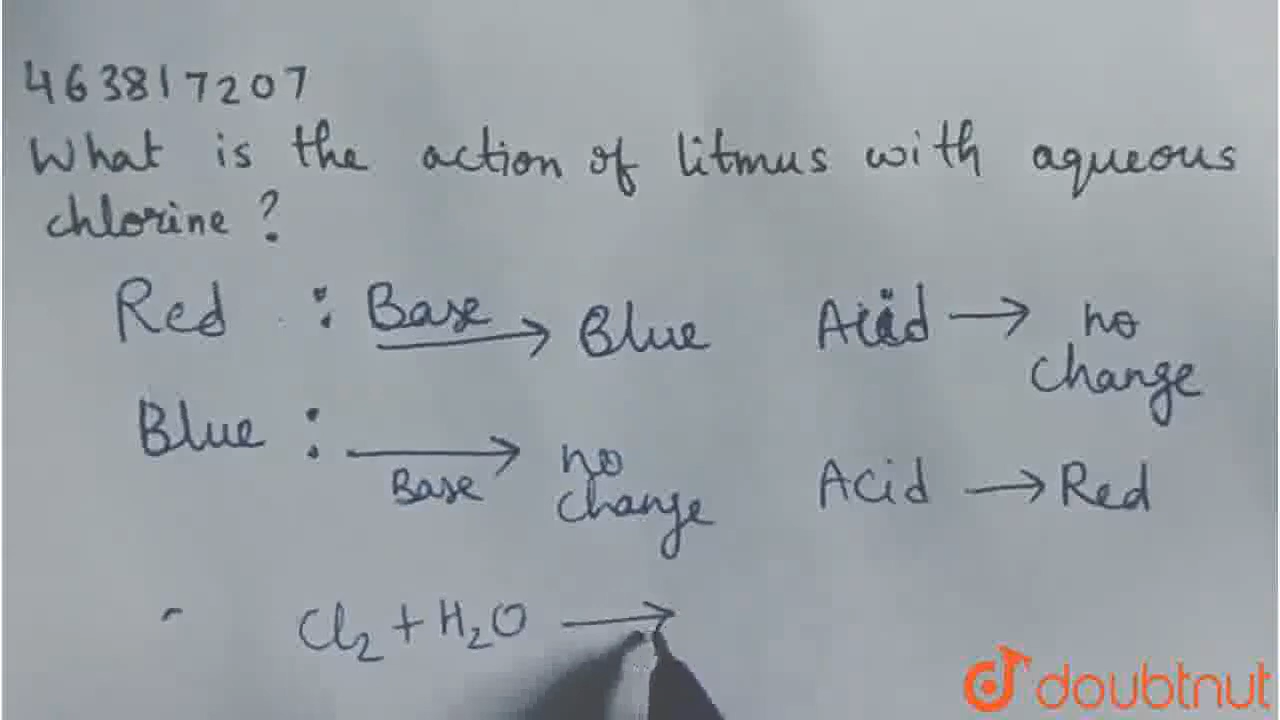 463817207
What is the action of litmus with aqueous
chlorine?
Red : Base → Blue Acid → no change
Blue : Base → no change Acid → Red
Cl₂ + H₂O →
doubtnut